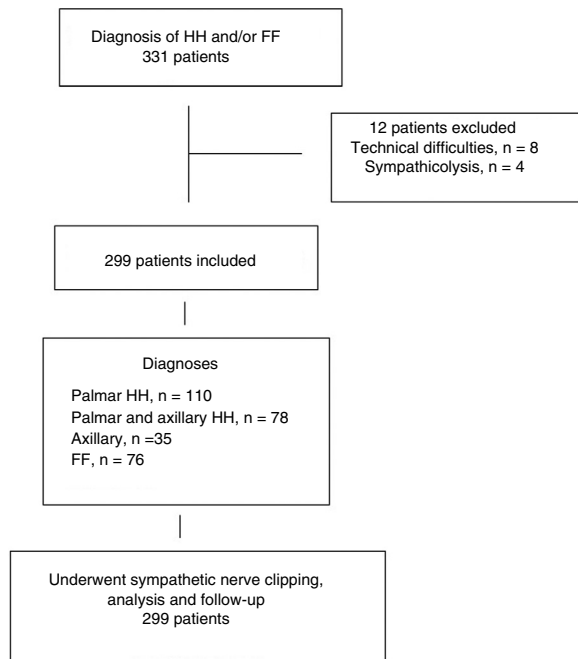 Diagnosis of HH and/or FF
331 patients
12 patients excluded
Technical difficulties, n = 8
Sympathicolysis, n = 4
299 patients included
Diagnoses
Palmar HH, n = 110
Palmar and axillary HH, n = 78
Axillary, n =35
FF, n = 76
Underwent sympathetic nerve clipping,
analysis and follow-up
299 patients